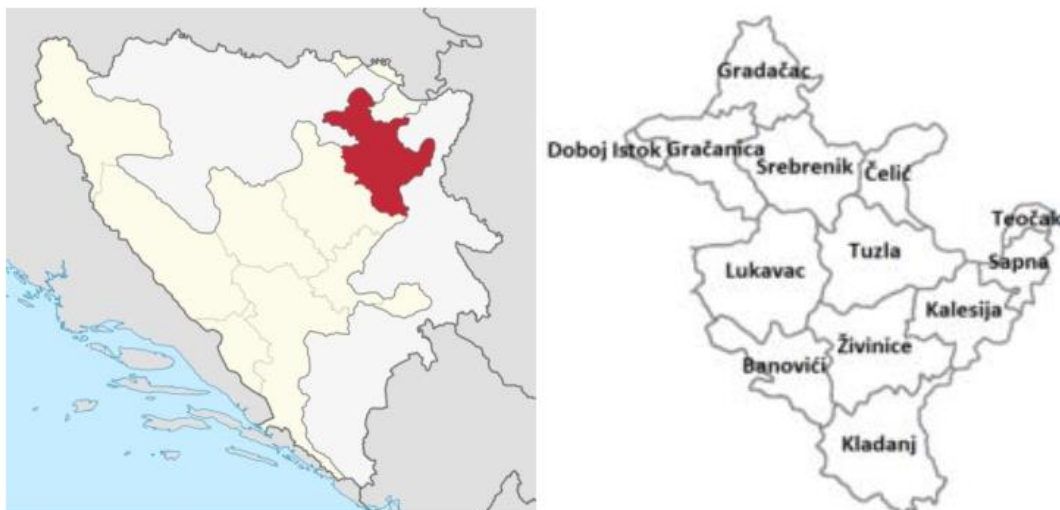 Gradačac
Doboj Istok Gračanica
Srebrenik
Čelić
Teočak
Tuzla
Sapna
Lukavac
Kalesija
Živinice
Banovići
Kladanj